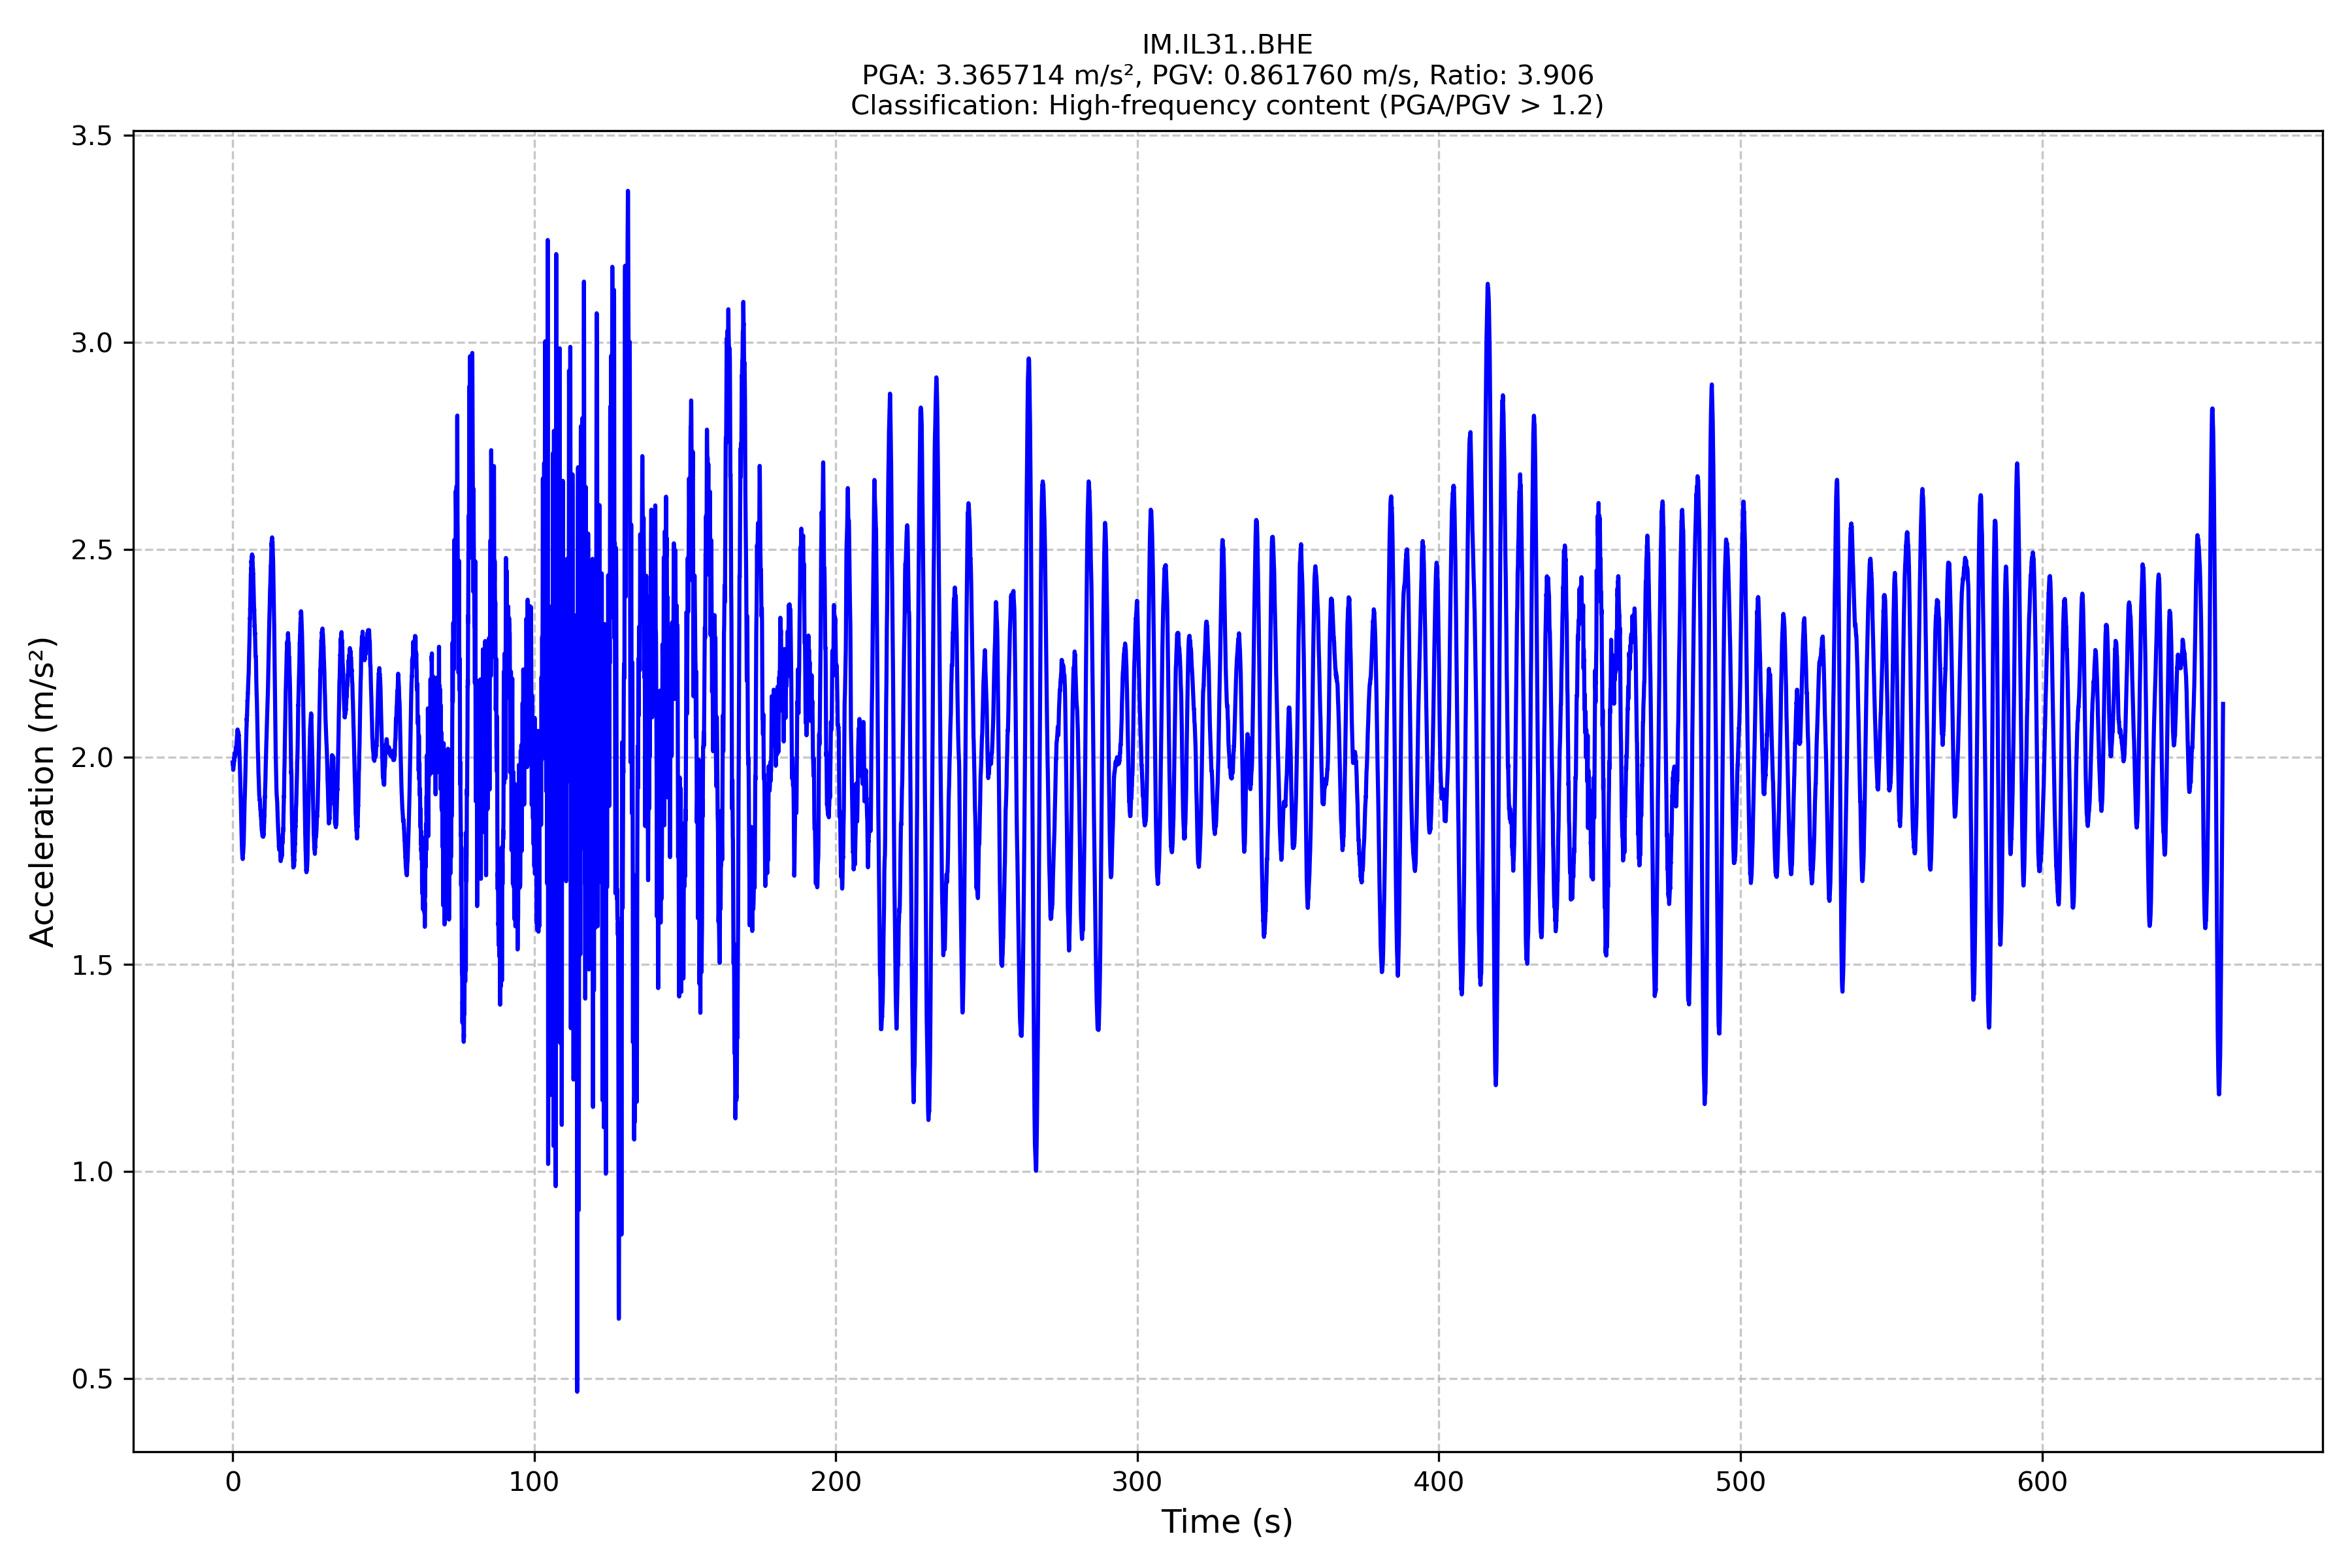 IM.IL31..BHE
PGA: 3.365714 m/s², PGV: 0.861760 m/s, Ratio: 3.906
Classification: High-frequency content (PGA/PGV > 1.2)
Acceleration (m/s²)
3.5
3.0
2.5
2.0
1.5
1.0
0.5
0 100 200 300 400 500 600
Time (s)